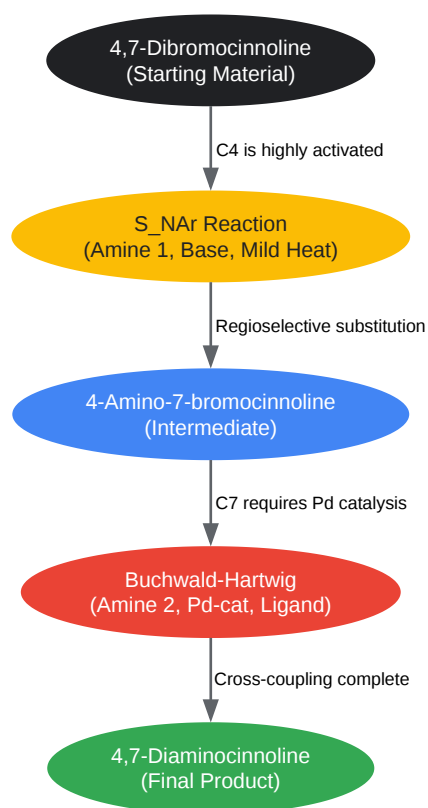 4,7-Dibromocinnoline
(Starting Material)
C4 is highly activated
S_NAr Reaction
(Amine 1, Base, Mild Heat)
Regioselective substitution
4-Amino-7-bromocinnoline
(Intermediate)
C7 requires Pd catalysis
Buchwald-Hartwig
(Amine 2, Pd-cat, Ligand)
Cross-coupling complete
4,7-Diaminocinnoline
(Final Product)